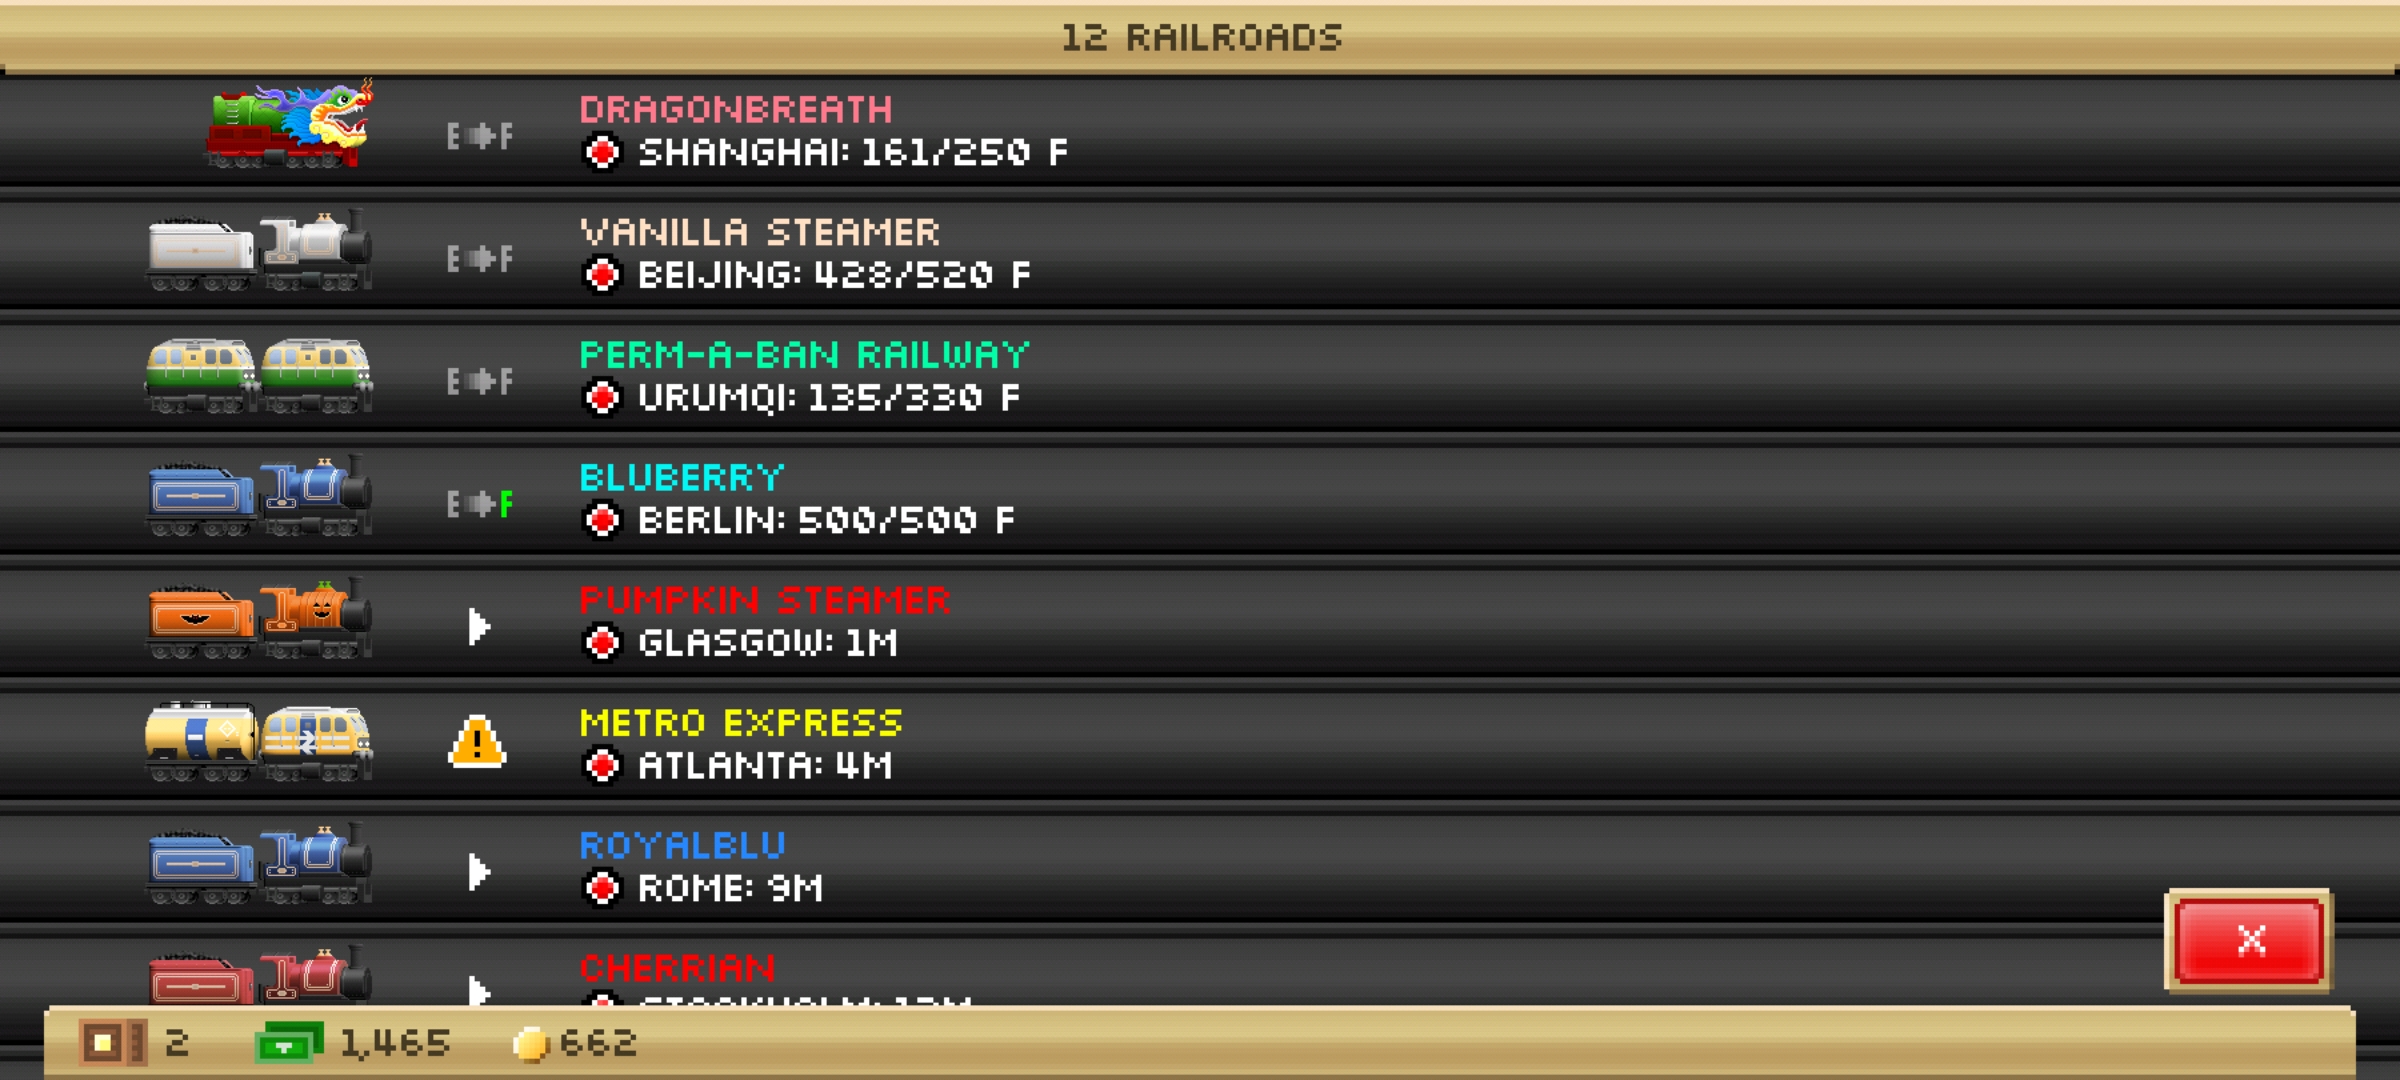 12 RAILROADS
DRAGONBREATH
E F
SHANGHAI: 161/250 F
VANILLA STEAMER
E F
BEIJING: 428/520 F
PERM-A-BAN RAILWAY
E F
URUMQI: 135/330 F
BLUBERRY
E F
BERLIN: 500/500 F
PUMPKIN STEAMER
GLASGOW: 1M
METRO EXPRESS
!
ATLANTA: 4M
ROYALBLU
ROME: 9M
CHERRIAN
X
2 1,465 662